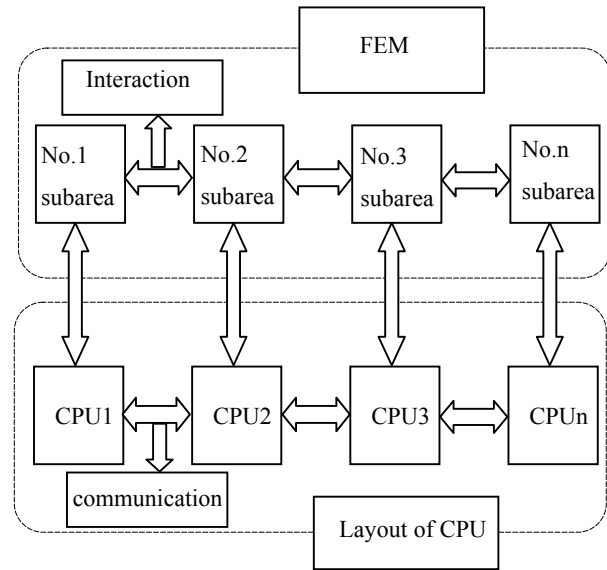 FEM
Interaction
No.1
subarea
No.2
subarea
No.3
subarea
No.n
subarea
CPU1
CPU2
CPU3
CPUn
communication
Layout of CPU